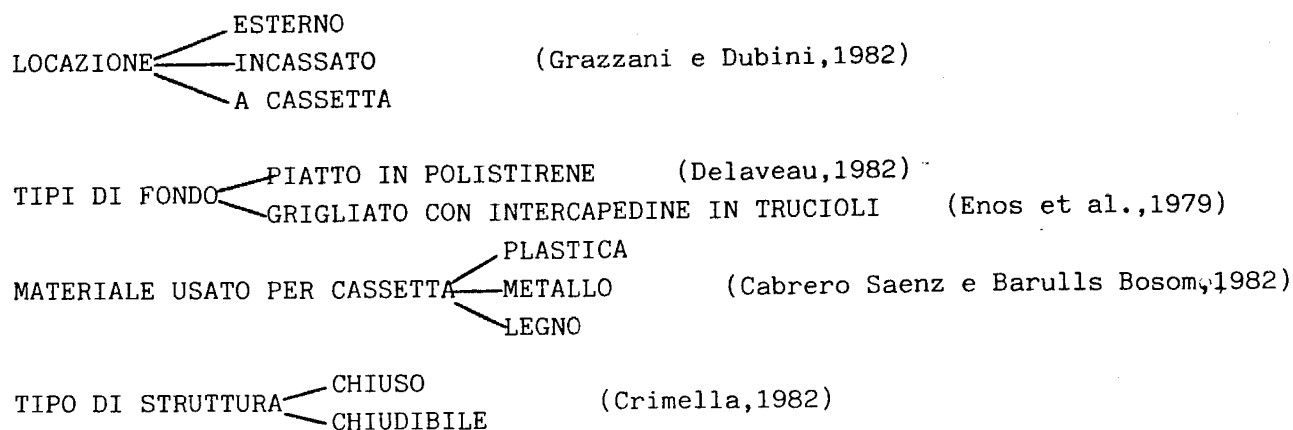 ESTERNO
LOCAZIONE INCASSATO (Grazzani e Dubini,1982)
A CASSETTA
PIATTO IN POLISTIRENE (Delaveau,1982)
TIPI DI FONDO
GRIGLIATO CON INTERCAPEDINE IN TRUCIOLI (Enos et al.,1979)
PLASTICA
MATERIALE USATO PER CASSETTA METALLO (Cabrero Saenz e Barulls Bosom,1982)
LEGNO
CHIUSO
TIPO DI STRUTTURA (Crimella,1982)
CHIUDIBILE